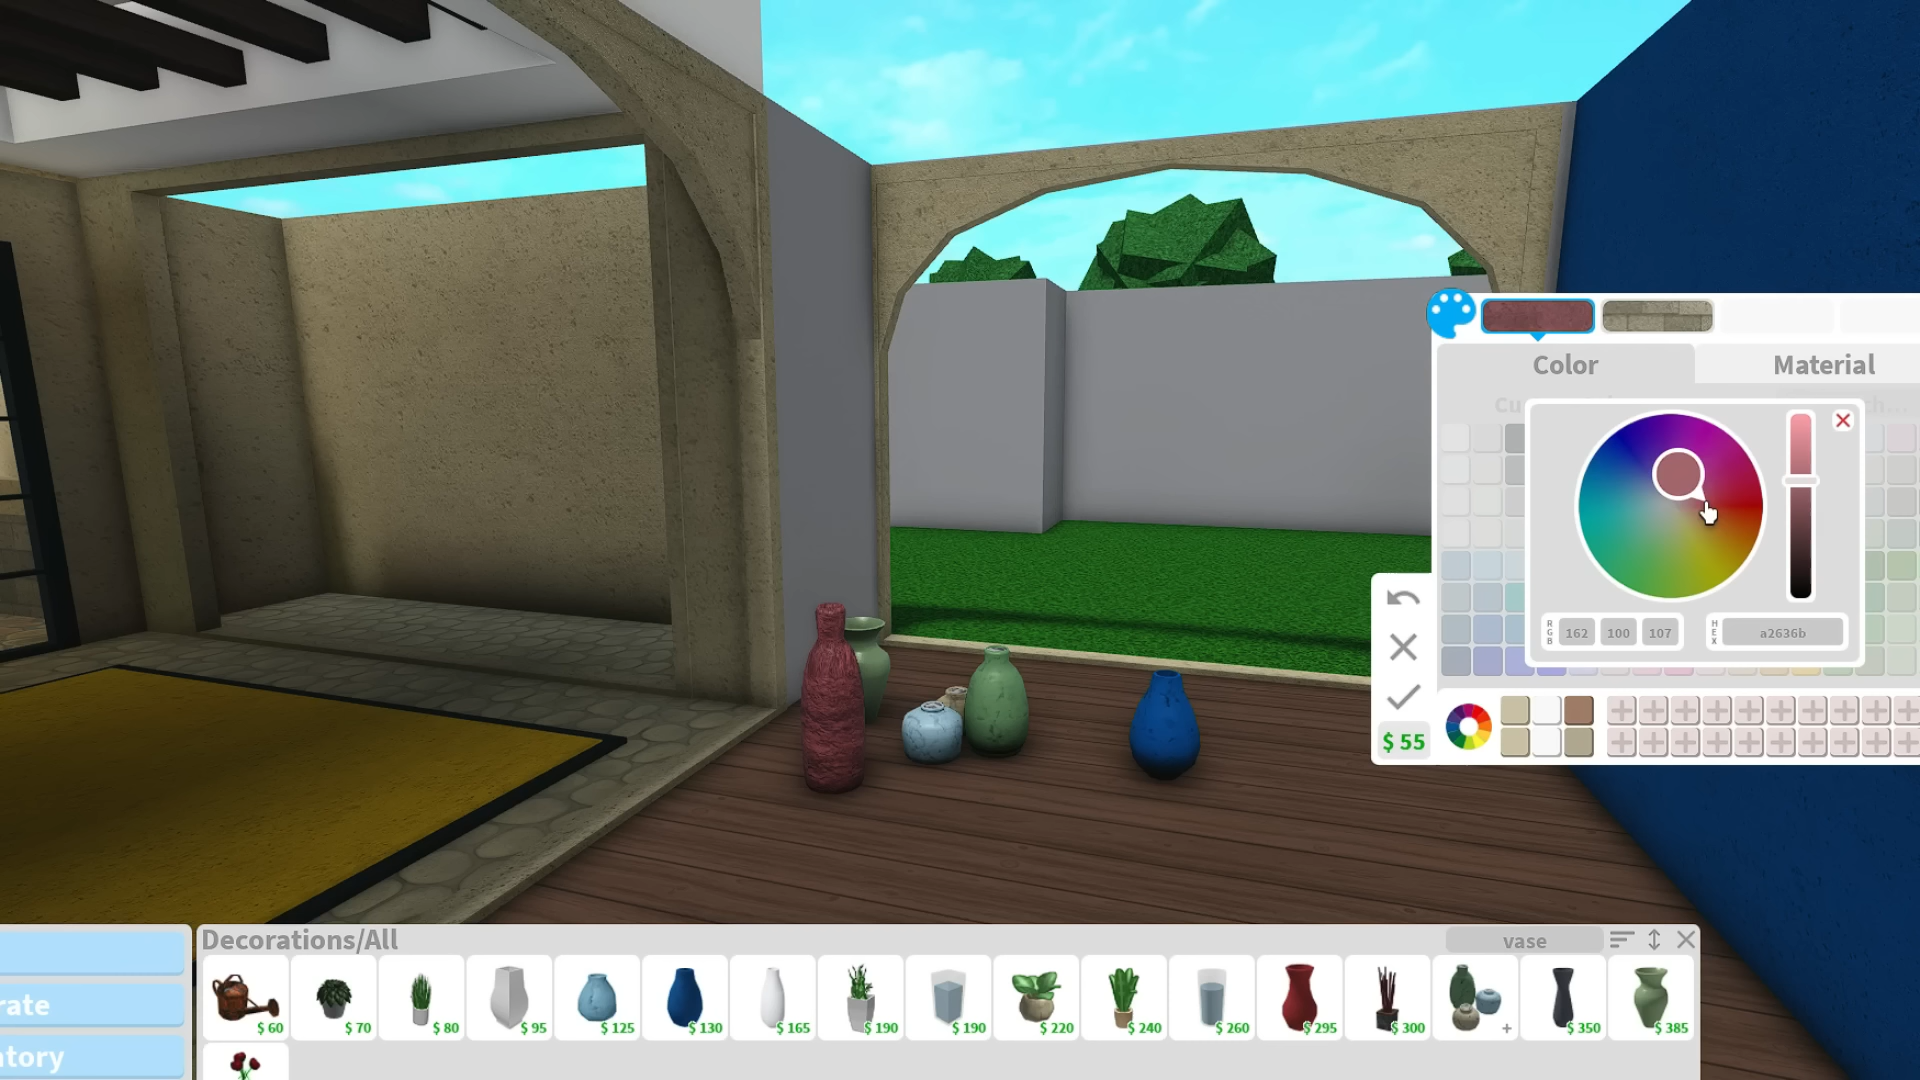 Color
Material
R
G
B
162
100
107
H
E
X
a2636b
$ 55
Decorations/All
vase
rate
$ 60
$ 70
$ 80
$ 95
$ 125
$ 130
$ 165
$ 190
$ 190
$ 220
$ 240
$ 260
$ 295
$ 300
+
$ 350
$ 385
tory